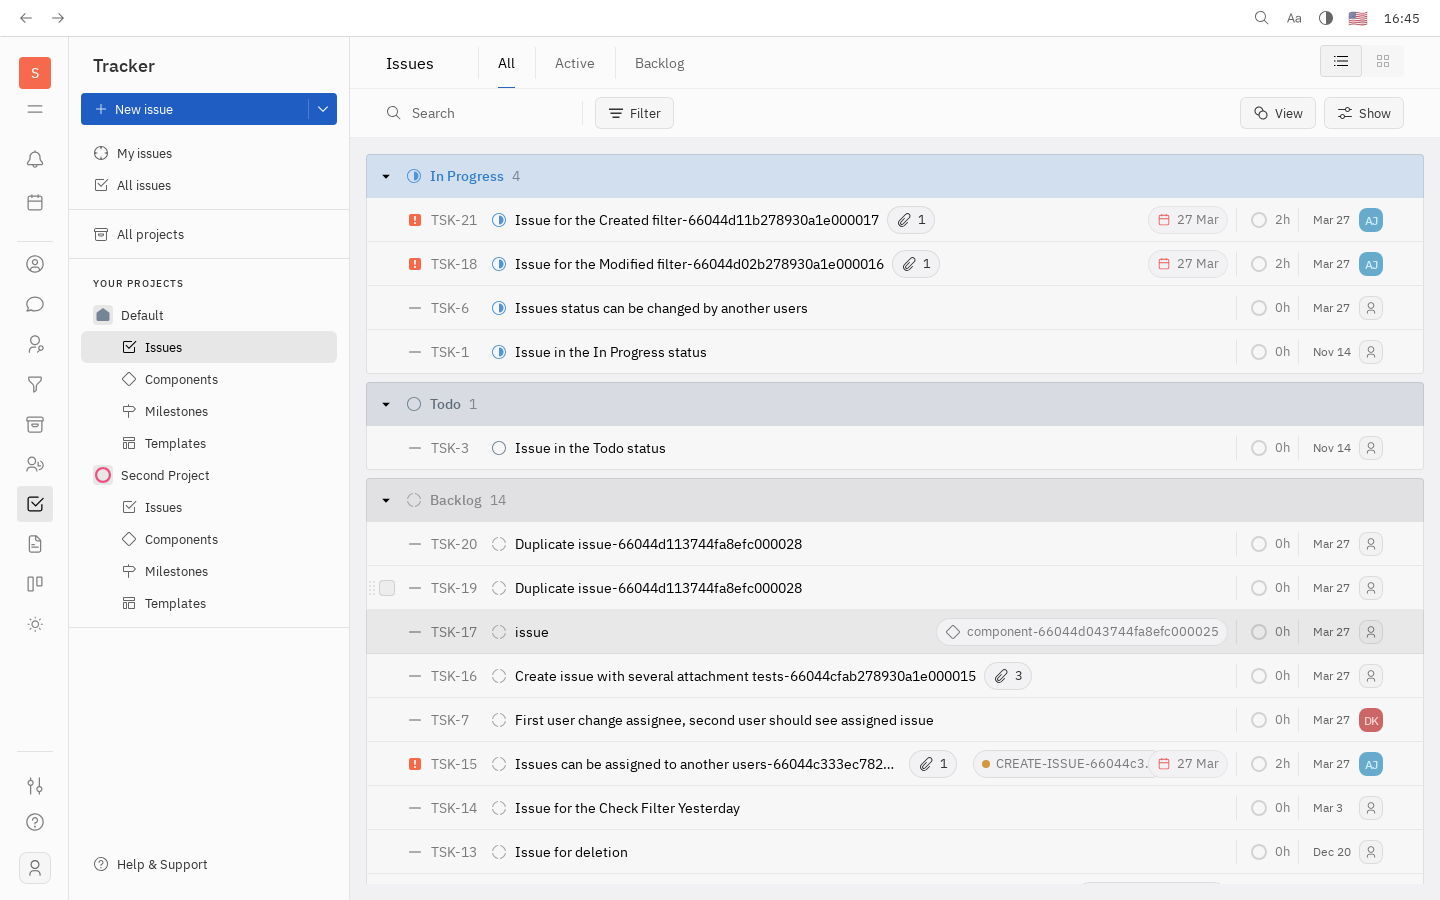 Aa 16:45
S
Tracker
New issue
My issues
All issues
All projects
YOUR PROJECTS
Default
Issues
Components
Milestones
Templates
Second Project
Issues
Components
Milestones
Templates
Help & Support
Issues All Active Backlog
Search Filter View Show
In Progress 4
TSK-21 Issue for the Created filter-66044d11b278930a1e000017 1 27 Mar 2h Mar 27 AJ
TSK-18 Issue for the Modified filter-66044d02b278930a1e000016 1 27 Mar 2h Mar 27 AJ
TSK-6 Issues status can be changed by another users 0h Mar 27
TSK-1 Issue in the In Progress status 0h Nov 14
Todo 1
TSK-3 Issue in the Todo status 0h Nov 14
Backlog 14
TSK-20 Duplicate issue-66044d113744fa8efc000028 0h Mar 27
TSK-19 Duplicate issue-66044d113744fa8efc000028 0h Mar 27
TSK-17 issue component-66044d043744fa8efc000025 0h Mar 27
TSK-16 Create issue with several attachment tests-66044cfab278930a1e000015 3 0h Mar 27
TSK-7 First user change assignee, second user should see assigned issue 0h Mar 27 DK
TSK-15 Issues can be assigned to another users-66044c333ec782... 1 CREATE-ISSUE-66044c3... 27 Mar 2h Mar 27 AJ
TSK-14 Issue for the Check Filter Yesterday 0h Mar 3
TSK-13 Issue for deletion 0h Dec 20